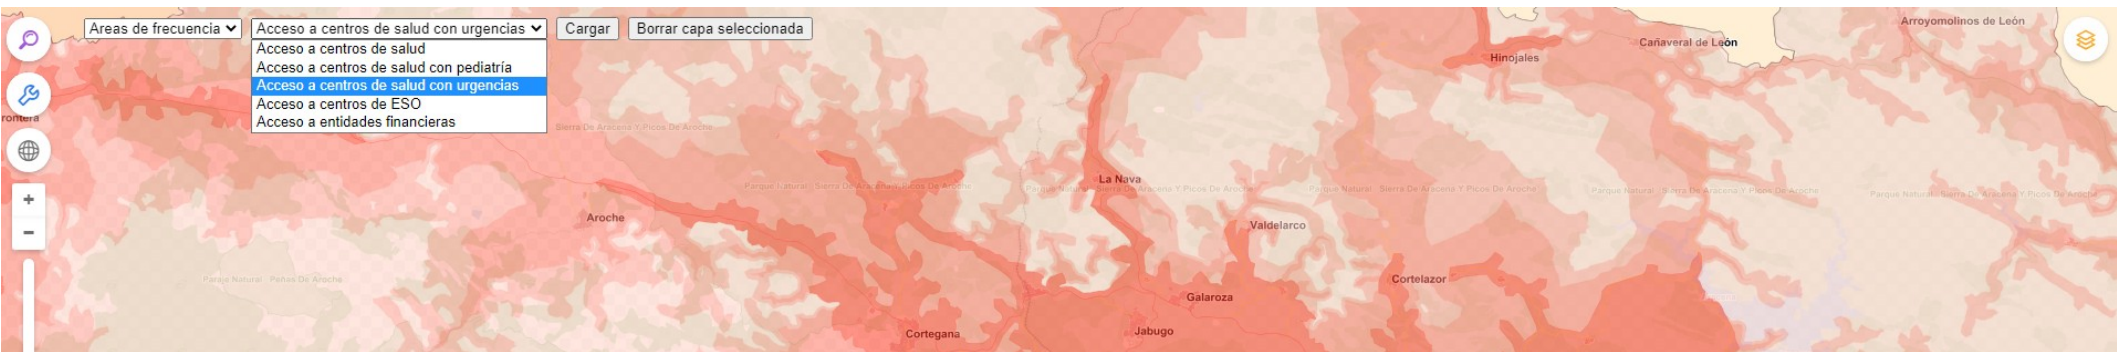 Areas de frecuencia
Acceso a centros de salud con urgencias
Cargar
Borrar capa seleccionada
Acceso a centros de salud
Acceso a centros de salud con pediatría
Acceso a centros de salud con urgencias
Acceso a centros de ESO
Acceso a entidades financieras
Arroyomolinos de León
Cañaveral de León
Hinojales
rontera
Sierra De Aracena Y Picos De Aroche
Parque Natural Sierra De Aracena Y Picos De Aroche
La Nava
Parque Natural Sierra De Aracena Y Picos De Aroche
Parque Natural Sierra De Aracena Y Picos De Aroche
Parque Natural Sierra De Aracena Y Picos De Aroche
Parque Natural Sierra De Aracena Y Picos De Aroche
+
−
Aroche
Valdelarco
Parque Natural Peñas De Aroche
Cortelazor
Galaroza
Cortegana
Jabugo